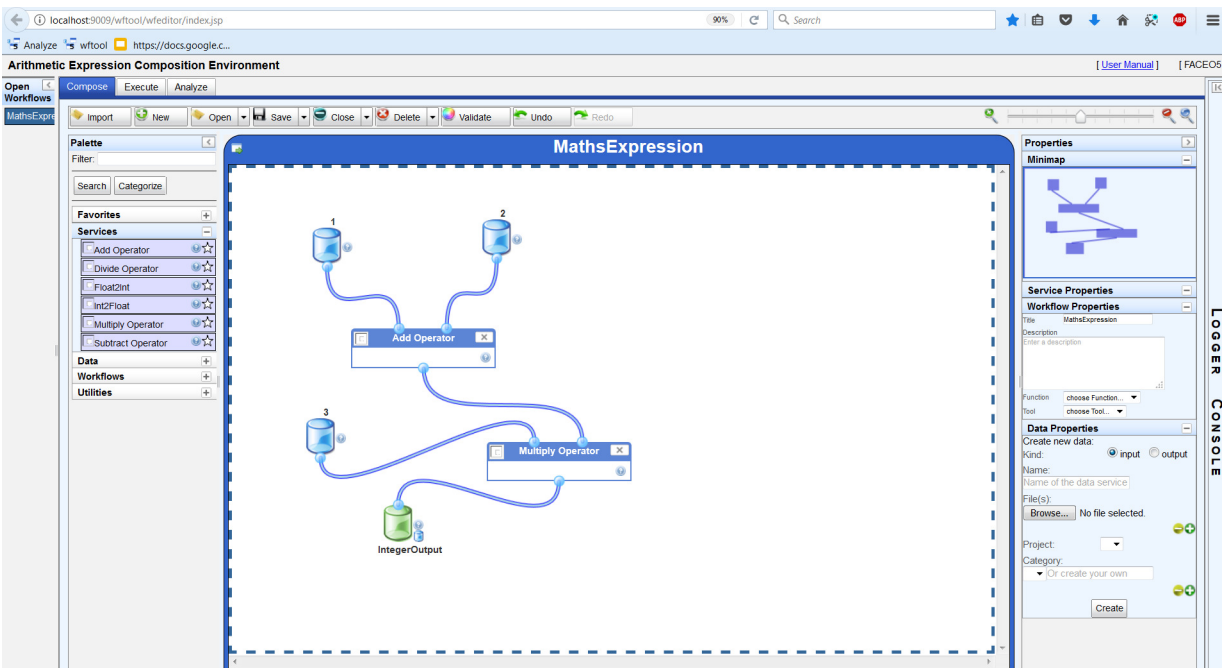 localhost:9009/wftool/wfeditor/index.jsp
90%
Search
ABP
Analyze
wftool
https://docs.google.c...
Arithmetic Expression Composition Environment
[ User Manual ]
[ FACEO5
Open
Workflows
MathsExpre
Compose
Execute
Analyze
Import
New
Open
Save
Close
Delete
Validate
Undo
Redo
Palette
Filter:
Search
Categorize
Favorites
Services
Add Operator
Divide Operator
Float2Int
Int2Float
Multiply Operator
Subtract Operator
Data
Workflows
Utilities
MathsExpression
1
2
Add Operator
3
Multiply Operator
IntegerOutput
Properties
Minimap
Service Properties
Workflow Properties
Title MathsExpression
Description
Enter a description
Function choose Function...
Tool choose Tool...
Data Properties
Create new data:
Kind: input output
Name:
Name of the data service
File(s):
Browse... No file selected.
Project:
Category:
Or create your own
Create
Logger Console